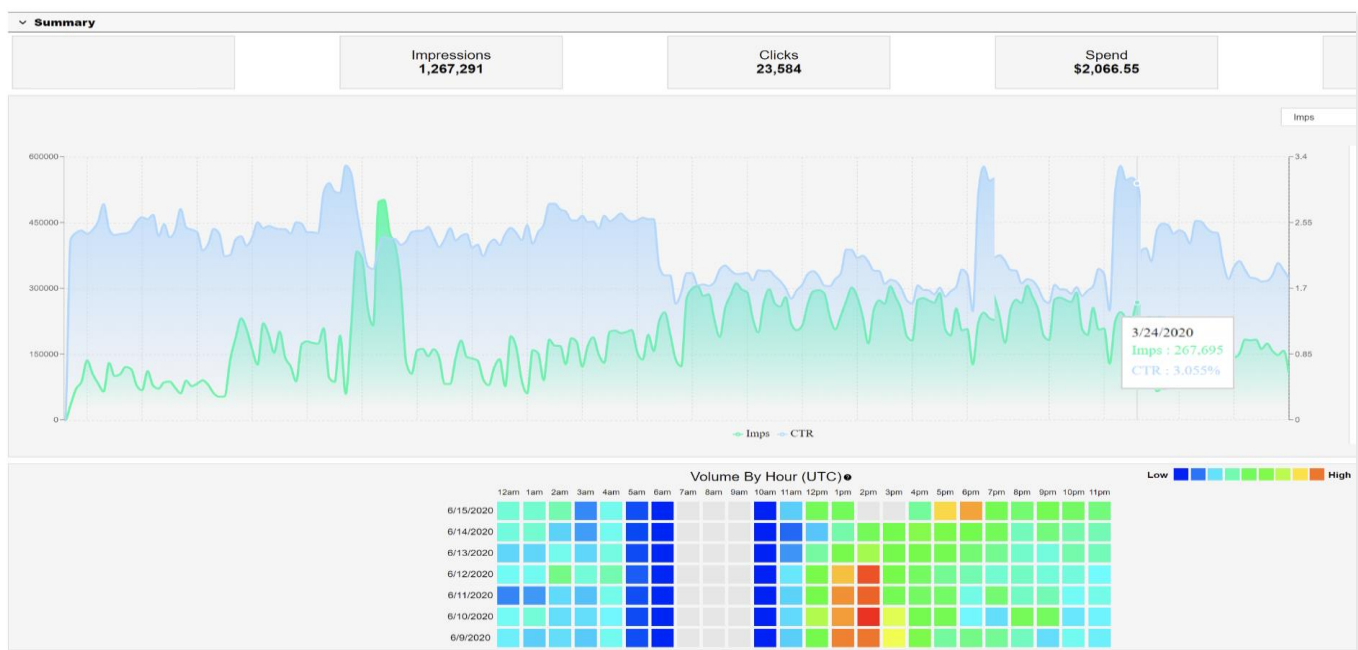 Summary
Impressions
1,267,291
Clicks
23,584
Spend
$2,066.55
Imps
600000
3.4
450000
2.55
300000
1.7
150000
0.85
0
0
3/24/2020
Imps : 267,695
CTR : 3.055%
Imps CTR
Volume By Hour (UTC)
Low High
12am 1am 2am 3am 4am 5am 6am 7am 8am 9am 10am 11am 12pm 1pm 2pm 3pm 4pm 5pm 6pm 7pm 8pm 9pm 10pm 11pm
6/15/2020
6/14/2020
6/13/2020
6/12/2020
6/11/2020
6/10/2020
6/9/2020